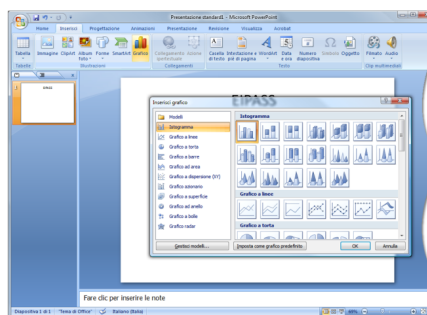 Presentazione standard1 - Microsoft PowerPoint
Home Inserisci Progettazione Animazioni Presentazione Revisione Visualizza Acrobat
Tabella Immagine ClipArt Album foto Forme SmartArt Grafico Collegamento ipertestuale Azione Casella di testo Intestazione e piè di pagina WordArt Data e ora Numero diapositiva Simbolo Oggetto Filmato Audio
Tabelle Illustrazioni Collegamenti Testo Clip multimediali
EIPASS
Inserisci grafico
Modelli
Istogramma
Grafico a linee
Grafico a torta
Grafico a barre
Grafico ad area
Grafico a dispersione (XY)
Grafico azionario
Grafico a superficie
Grafico ad anello
Grafico a bolle
Grafico radar
Istogramma
Grafico a linee
Grafico a torta
Gestisci modelli...
Imposta come grafico predefinito
OK
Annulla
Fare clic per inserire le note
Diapositiva 1 di 1 "Tema di Office" Italiano (Italia)